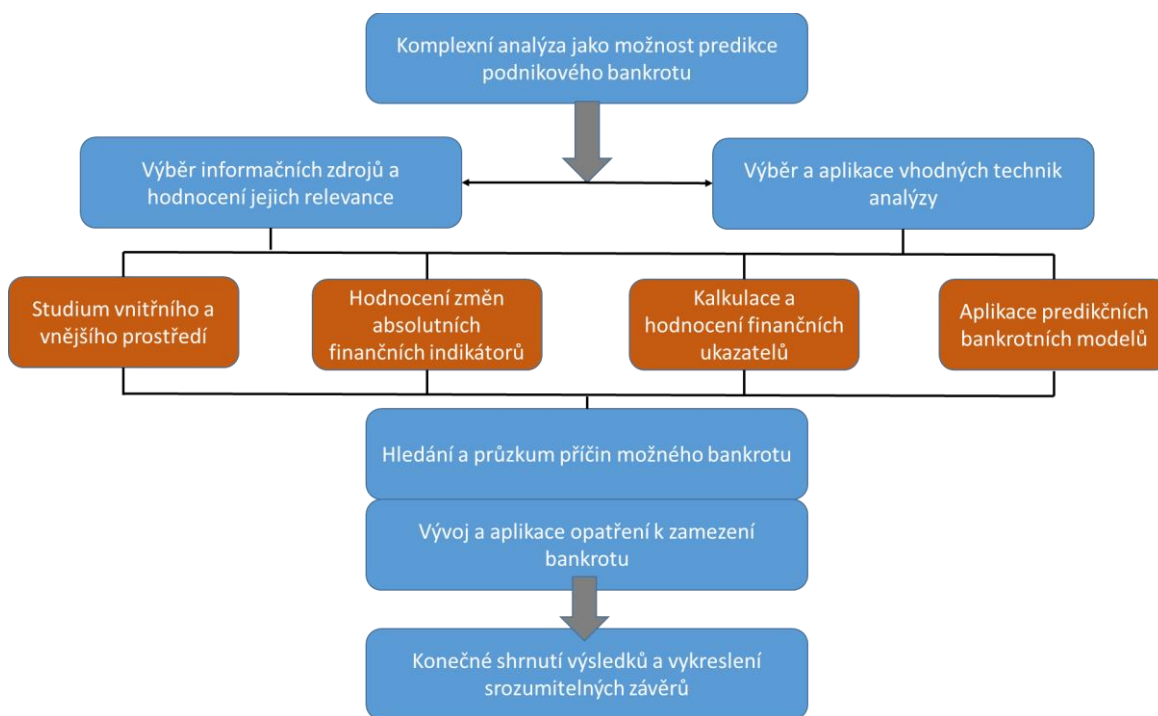 Komplexní analýza jako možnost predikce
podnikového bankrotu
Výběr informačních zdrojů a
hodnocení jejich relevance
Výběr a aplikace vhodných technik
analýzy
Studium vnitřního a
vnějšího prostředí
Hodnocení změn
absolutních
finančních indikátorů
Kalkulace a
hodnocení finančních
ukazatelů
Aplikace predikčních
bankrotních modelů
Hledání a průzkum příčin možného bankrotu
Vývoj a aplikace opatření k zamezení
bankrotu
Konečné shrnutí výsledků a vykreslení
srozumitelných závěrů